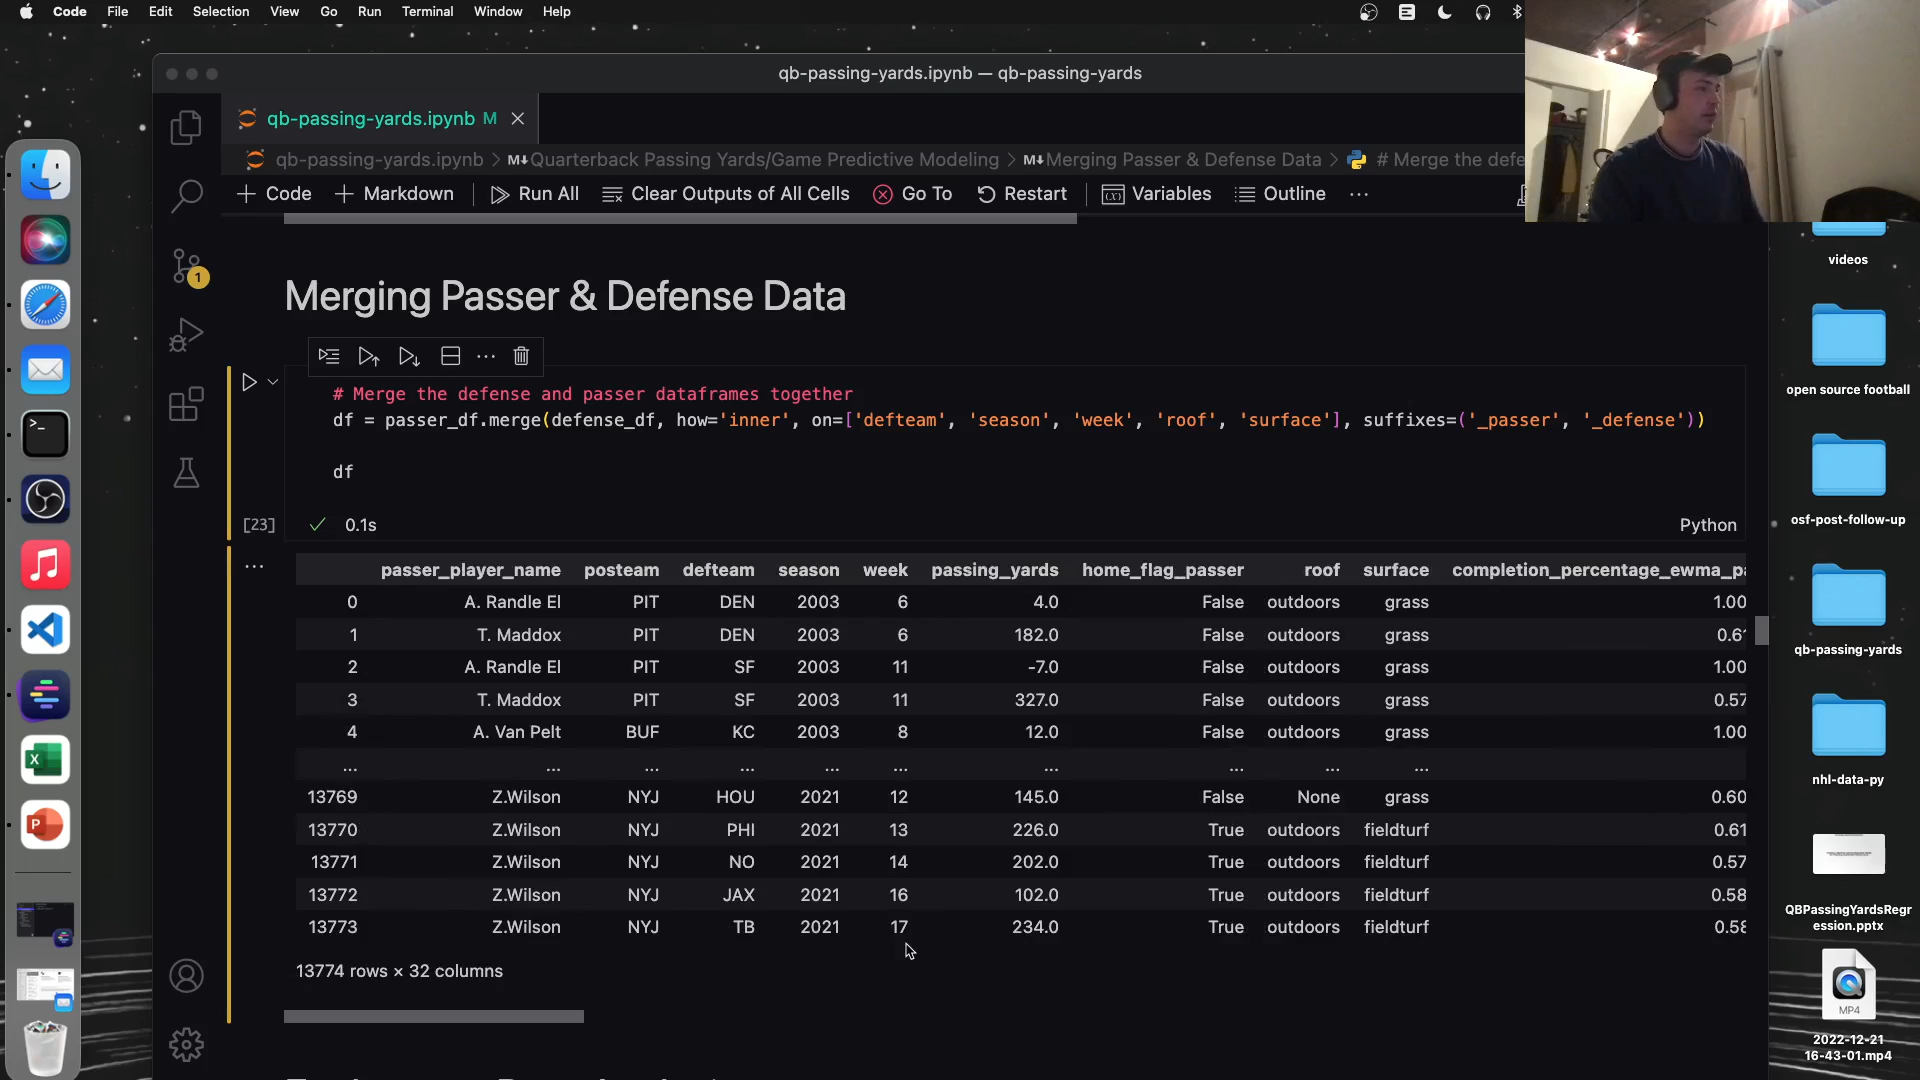 Code File Edit Selection View Go Run Terminal Window Help
qb-passing-yards.ipynb — qb-passing-yards
qb-passing-yards.ipynb M
qb-passing-yards.ipynb > M↓Quarterback Passing Yards/Game Predictive Modeling > M↓Merging Passer & Defense Data > # Merge the defe
+ Code + Markdown Run All Clear Outputs of All Cells Go To Restart Variables Outline ...
1
Merging Passer & Defense Data
# Merge the defense and passer dataframes together
df = passer_df.merge(defense_df, how='inner', on=['defteam', 'season', 'week', 'roof', 'surface'], suffixes=('_passer', '_defense'))
df
[23] 0.1s Python
...
passer_player_name posteam defteam season week passing_yards home_flag_passer roof surface completion_percentage_ewma_pa
0 A. Randle El PIT DEN 2003 6 4.0 False outdoors grass 1.00
1 T. Maddox PIT DEN 2003 6 182.0 False outdoors grass 0.61
2 A. Randle El PIT SF 2003 11 -7.0 False outdoors grass 1.00
3 T. Maddox PIT SF 2003 11 327.0 False outdoors grass 0.57
4 A. Van Pelt BUF KC 2003 8 12.0 False outdoors grass 1.00
... ... ... ... ... ... ... ... ... ...
13769 Z.Wilson NYJ HOU 2021 12 145.0 False None grass 0.60
13770 Z.Wilson NYJ PHI 2021 13 226.0 True outdoors fieldturf 0.61
13771 Z.Wilson NYJ NO 2021 14 202.0 True outdoors fieldturf 0.57
13772 Z.Wilson NYJ JAX 2021 16 102.0 True outdoors fieldturf 0.58
13773 Z.Wilson NYJ TB 2021 17 234.0 True outdoors fieldturf 0.58
13774 rows × 32 columns
videos
open source football
osf-post-follow-up
qb-passing-yards
nhl-data-py
QBPassingYardsRegr
ession.pptx
MP4
2022-12-21
16-43-01.mp4